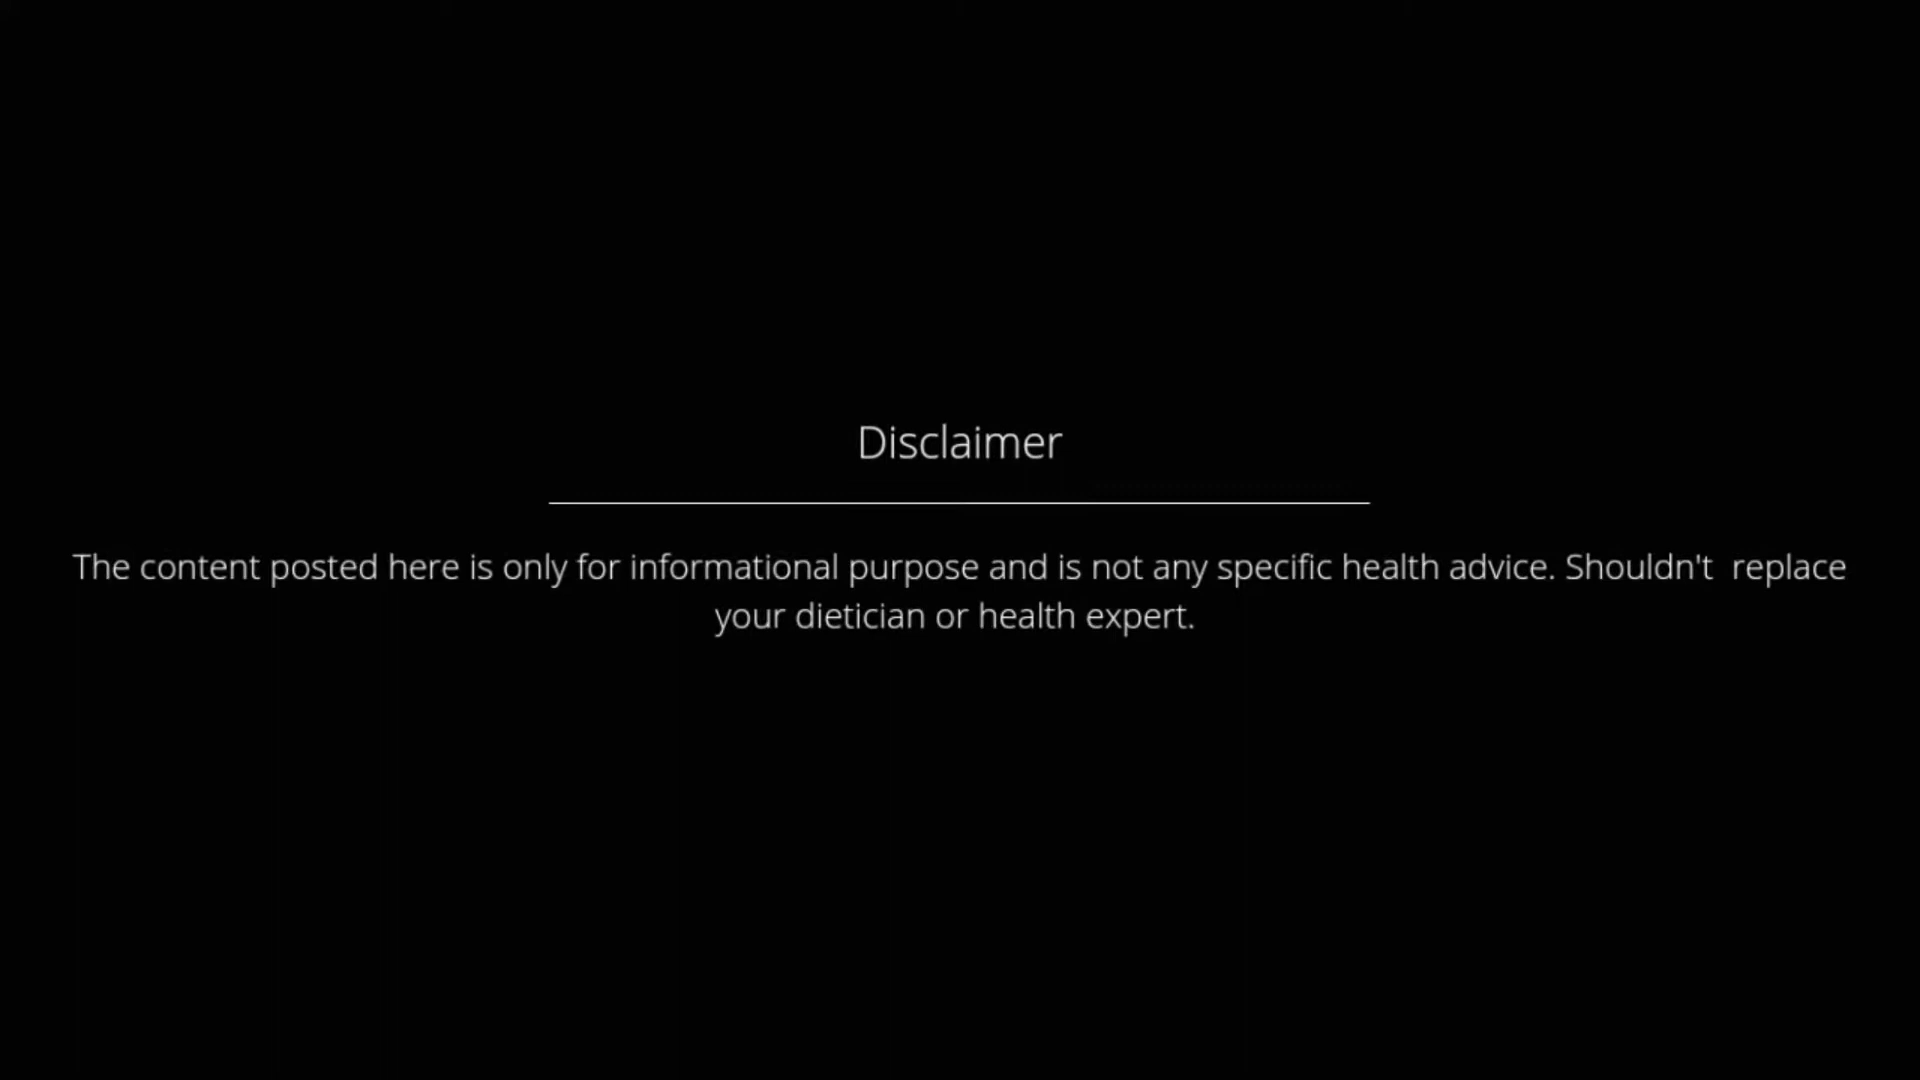 Disclaimer
The content posted here is only for informational purpose and is not any specific health advice. Shouldn't  replace
your dietician or health expert.